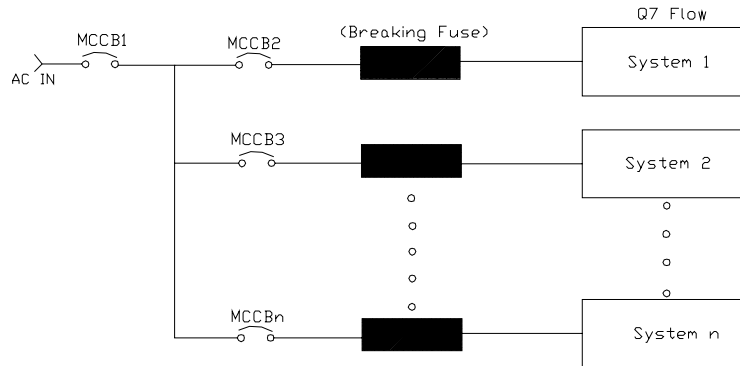 Q7 Flow
MCCB1
MCCB2
(Breaking Fuse)
System 1
AC IN
MCCB3
System 2
MCCBn
System n